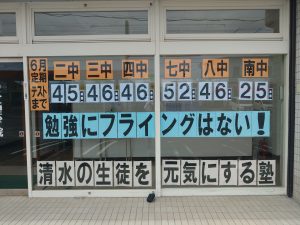 6月定期テストまで
二中 三中 四中 七中 八中 南中
45 46 46 52 46 25
勉強にフライングはない!
清水の生徒を元気にする塾